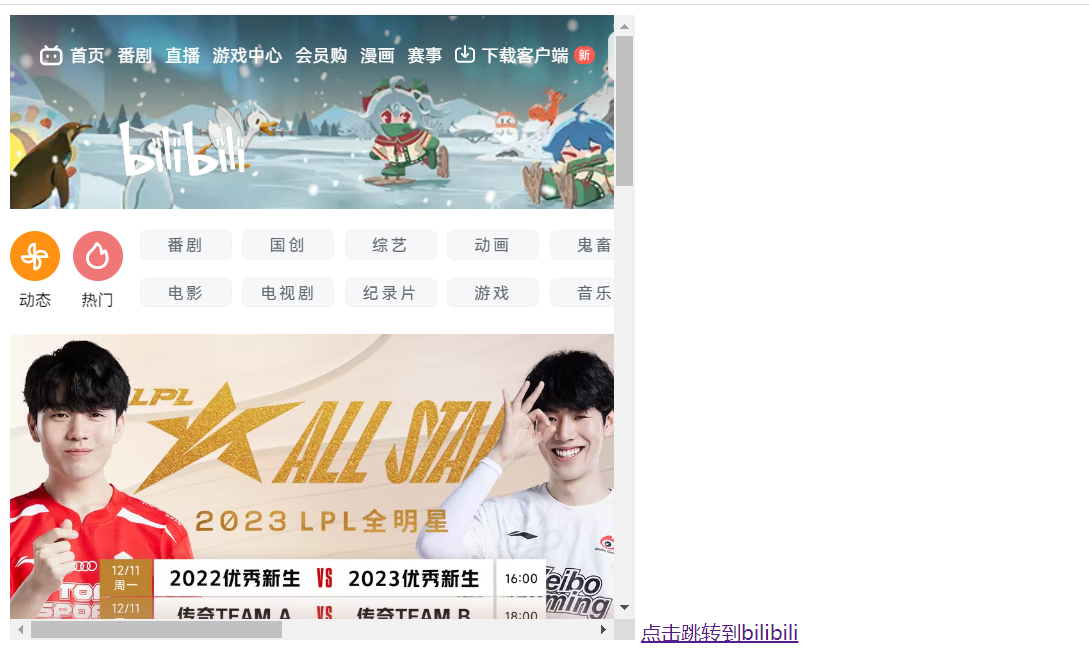 首页 番剧 直播 游戏中心 会员购 漫画 赛事 下载客户端 新
bilibili
番剧 国创 综艺 动画 鬼畜
动态 热门
电影 电视剧 纪录片 游戏 音乐
LPL
ALL STAR
2023 LPL全明星
12/11 周一 2022优秀新生 VS 2023优秀新生 16:00
12/11 传奇TEAM A VS 传奇TEAM B 18:00
点击跳转到bilibili